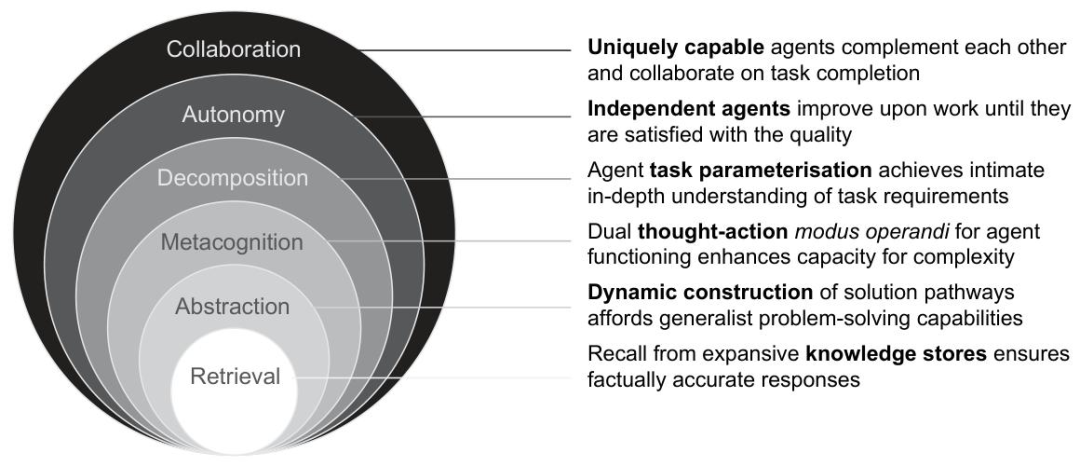 Collaboration
Uniquely capable agents complement each other
and collaborate on task completion
Autonomy
Independent agents improve upon work until they
are satisfied with the quality
Decomposition
Agent task parameterisation achieves intimate
in-depth understanding of task requirements
Metacognition
Dual thought-action modus operandi for agent
functioning enhances capacity for complexity
Abstraction
Dynamic construction of solution pathways
affords generalist problem-solving capabilities
Retrieval
Recall from expansive knowledge stores ensures
factually accurate responses